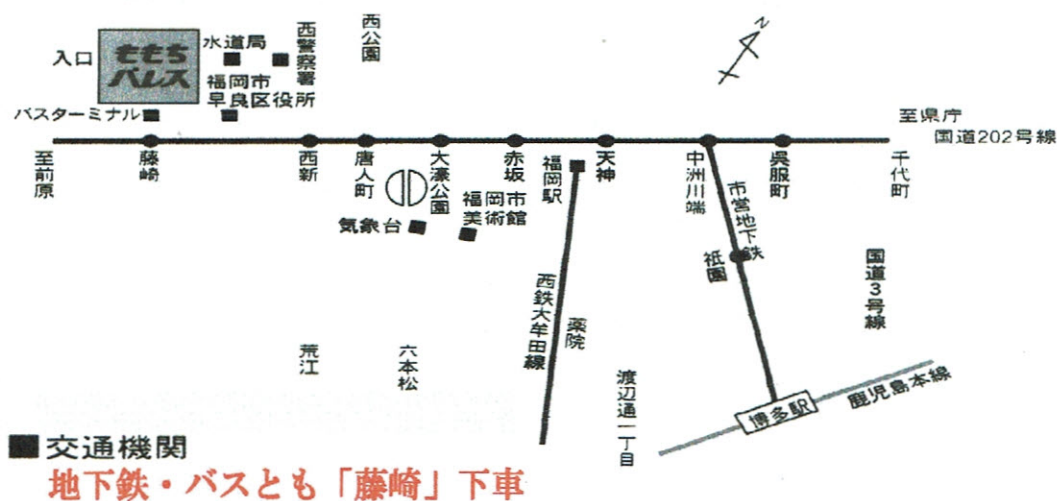 入口
ももち
パレス
水道局
福岡市
早良区役所
西警察署
西公園
N
バスターミナル
至県庁
国道202号線
至前原
藤崎
西新
唐人町
大濠公園
赤坂
福岡駅
天神
中洲川端
呉服町
千代町
気象台
福岡市
美術館
市営地下鉄
祇園
国道3号線
西鉄大牟田線
薬院
荒江
六本松
渡辺通一丁目
博多駅
鹿児島本線
■交通機関
地下鉄・バスとも「藤崎」下車